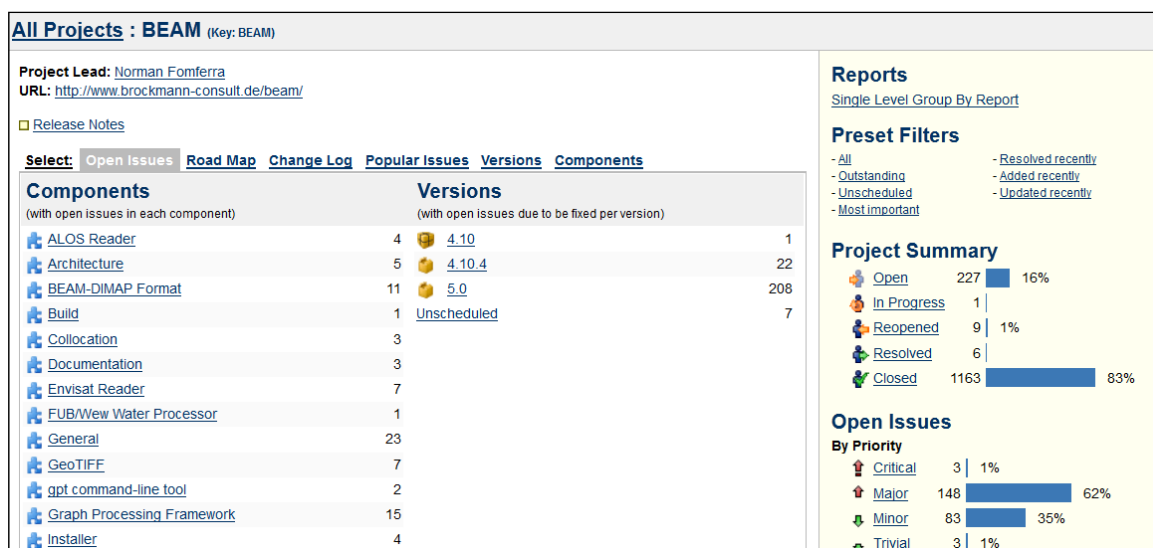 All Projects : BEAM (Key: BEAM)
Project Lead: Norman Fomferra
URL: http://www.brockmann-consult.de/beam/
Release Notes
Select: Open Issues Road Map Change Log Popular Issues Versions Components
Components
(with open issues in each component)
ALOS Reader 4
Architecture 5
BEAM-DIMAP Format 11
Build 1
Collocation 3
Documentation 3
Envisat Reader 7
FUB/Wew Water Processor 1
General 23
GeoTIFF 7
gpt command-line tool 2
Graph Processing Framework 15
Installer 4
Versions
(with open issues due to be fixed per version)
4.10 1
4.10.4 22
5.0 208
Unscheduled 7
Reports
Single Level Group By Report
Preset Filters
- All
- Outstanding
- Unscheduled
- Most important
- Resolved recently
- Added recently
- Updated recently
Project Summary
Open 227 16%
In Progress 1
Reopened 9 1%
Resolved 6
Closed 1163 83%
Open Issues
By Priority
Critical 3 1%
Major 148 62%
Minor 83 35%
Trivial 3 1%